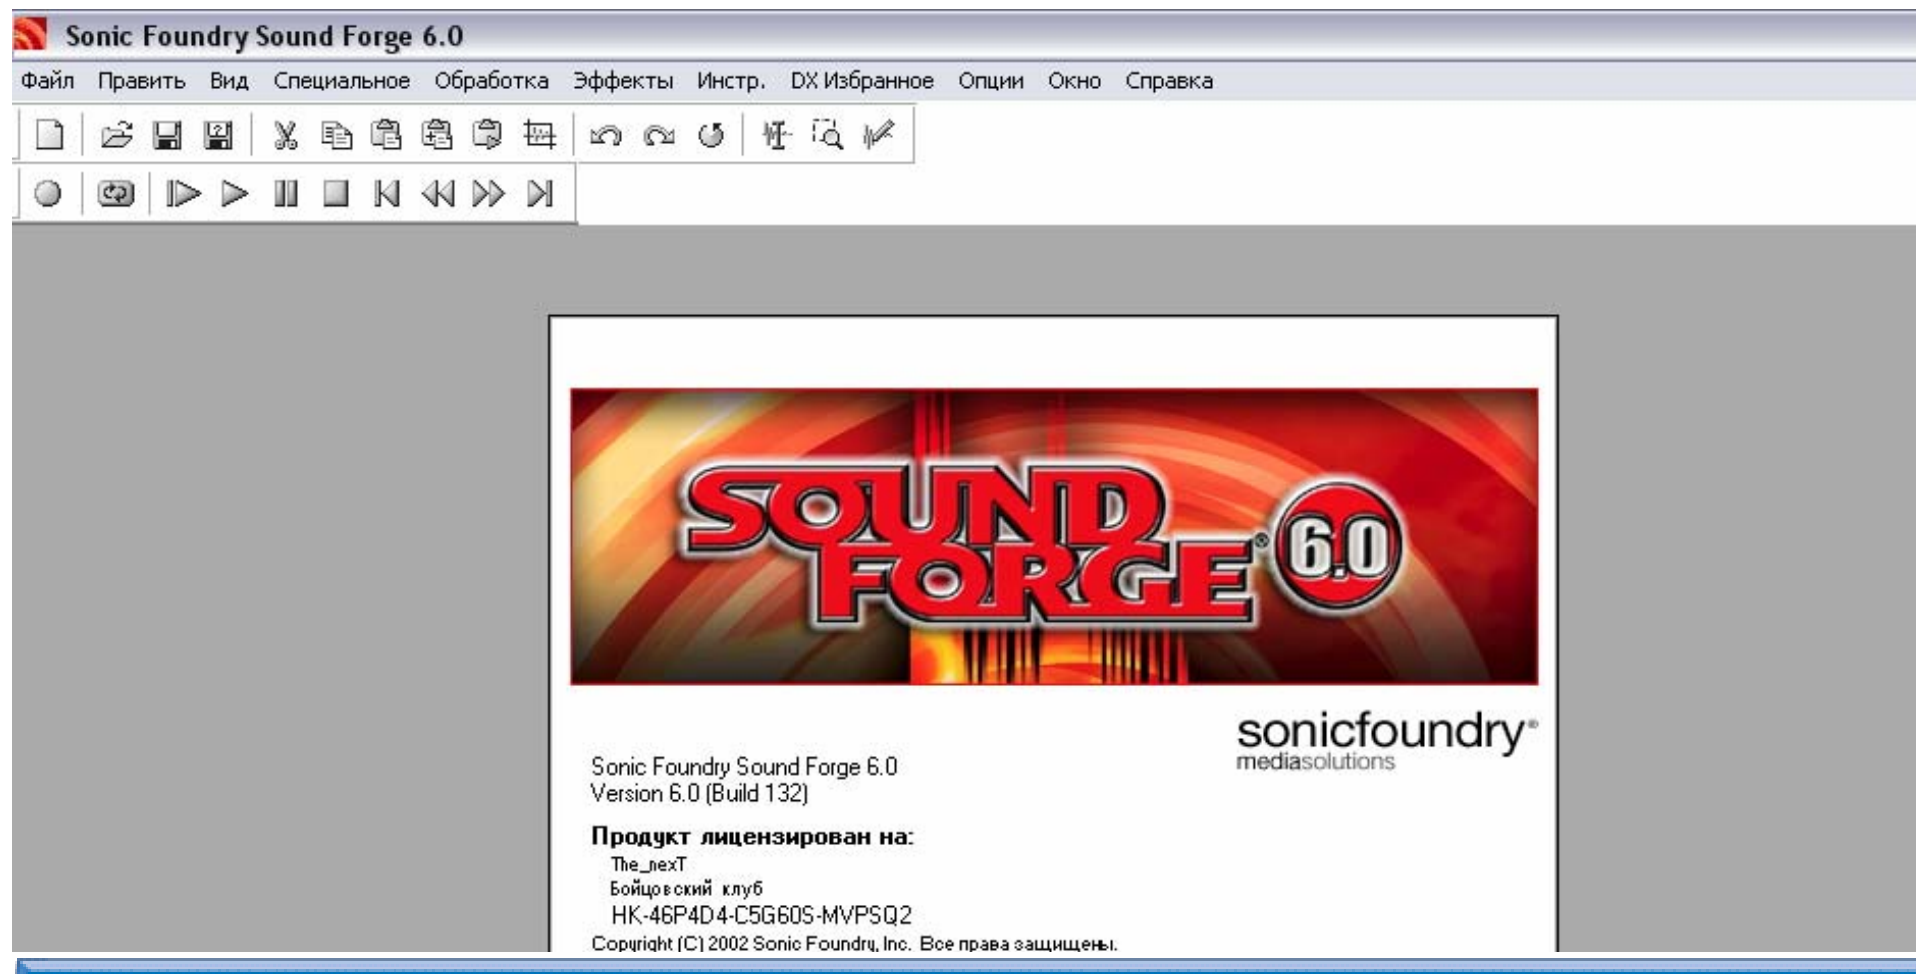 Sonic Foundry Sound Forge 6.0
Файл Править Вид Специальное Обработка Эффекты Инстр. DX Избранное Опции Окно Справка
SOUND
FORGE® 6.0
sonicfoundry®
mediasolutions
Sonic Foundry Sound Forge 6.0
Version 6.0 (Build 132)
Продукт лицензирован на:
The_nexT
Бойцовский клуб
HK-46P4D4-C5G60S-MVPSQ2
Copyright (C) 2002 Sonic Foundry, Inc. Все права защищены.